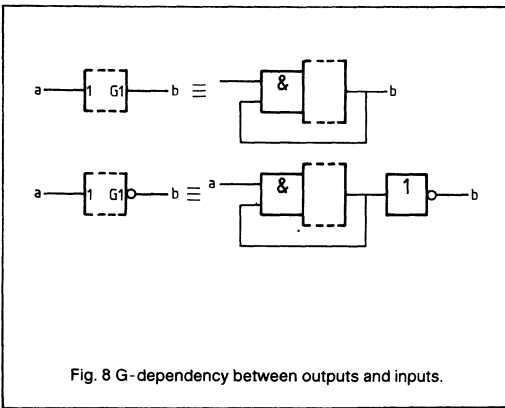 a 1 G1 b ≡ & b
a 1 G1 b ≡ a & 1 b
Fig. 8 G-dependency between outputs and inputs.